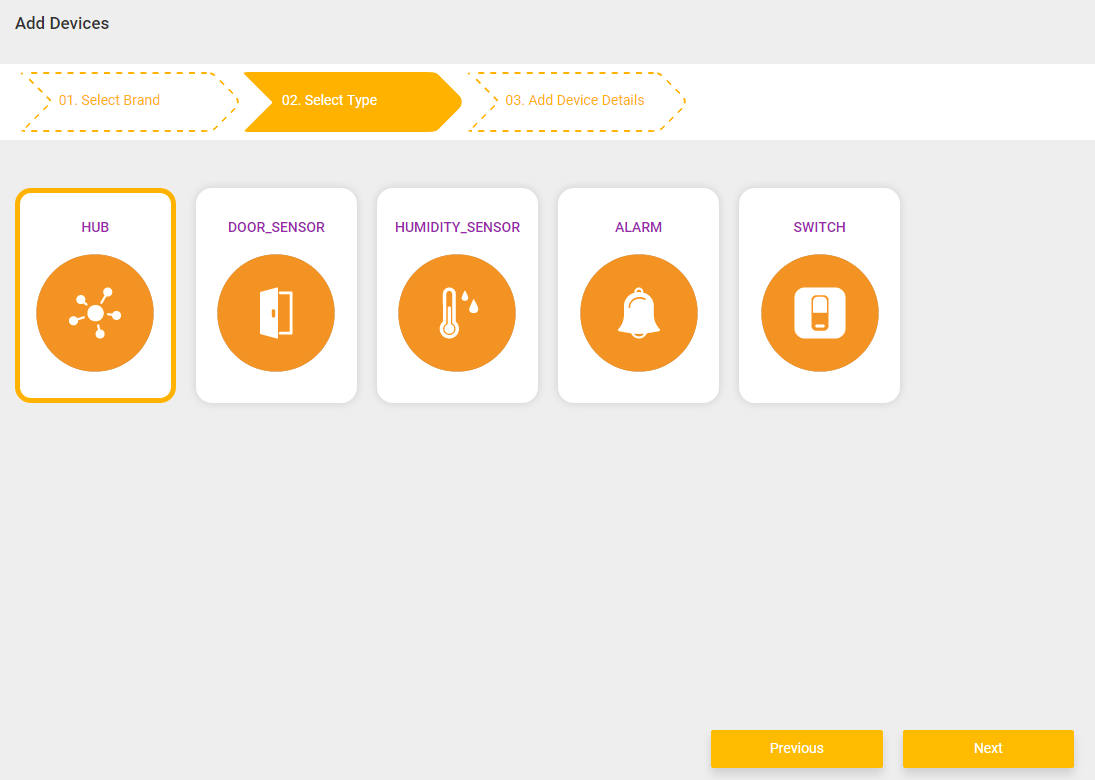 Add Devices
01. Select Brand
02. Select Type
03. Add Device Details
HUB
DOOR_SENSOR
HUMIDITY_SENSOR
ALARM
SWITCH
Previous
Next